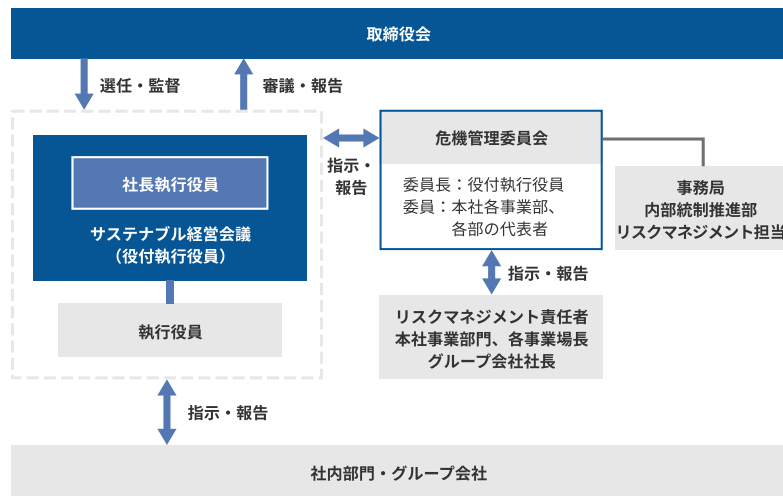 取締役会
選任・監督
審議・報告
社長執行役員
サステナブル経営会議
（役付執行役員）
執行役員
指示・
報告
危機管理委員会
委員長：役付執行役員
委員：本社各事業部、
各部の代表者
事務局
内部統制推進部
リスクマネジメント担当
指示・報告
リスクマネジメント責任者
本社事業部門、各事業場長
グループ会社社長
指示・報告
社内部門・グループ会社